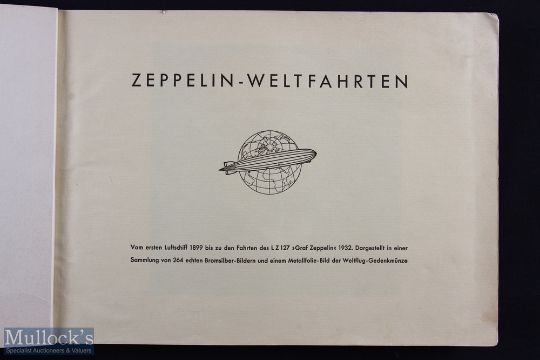 ZEPPELIN-WELTFAHRTEN
Vom ersten Luftschiff 1899 bis zu den Fahrten des LZ 127 »Graf Zeppelin« 1932. Dargestellt in einer
Sammlung von 264 echten Bromsilber-Bildern und einem Metallfolie-Bild der Weltflug-Gedenkmünze
Mullock's
Specialist Auctioneers & Valuers